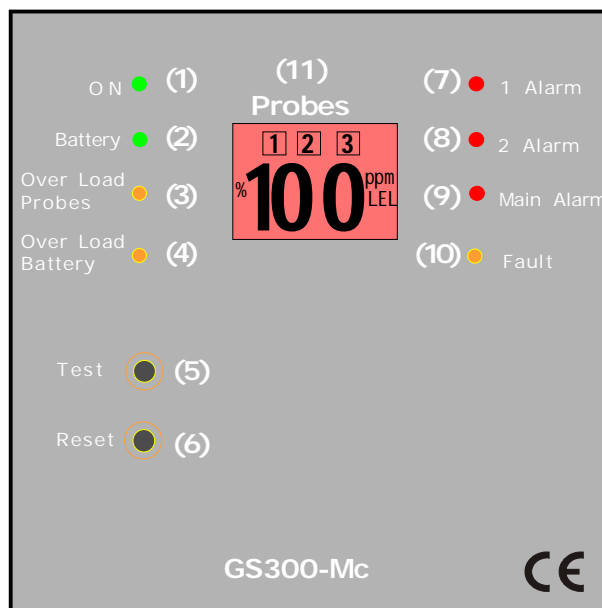 ON (1)
Battery (2)
Over Load
Probes (3)
Over Load
Battery (4)
(11)
Probes
1 2 3
% 100 ppm
LEL
(7) 1 Alarm
(8) 2 Alarm
(9) Main Alarm
(10) Fault
Test (5)
Reset (6)
GS300-Mc
CE